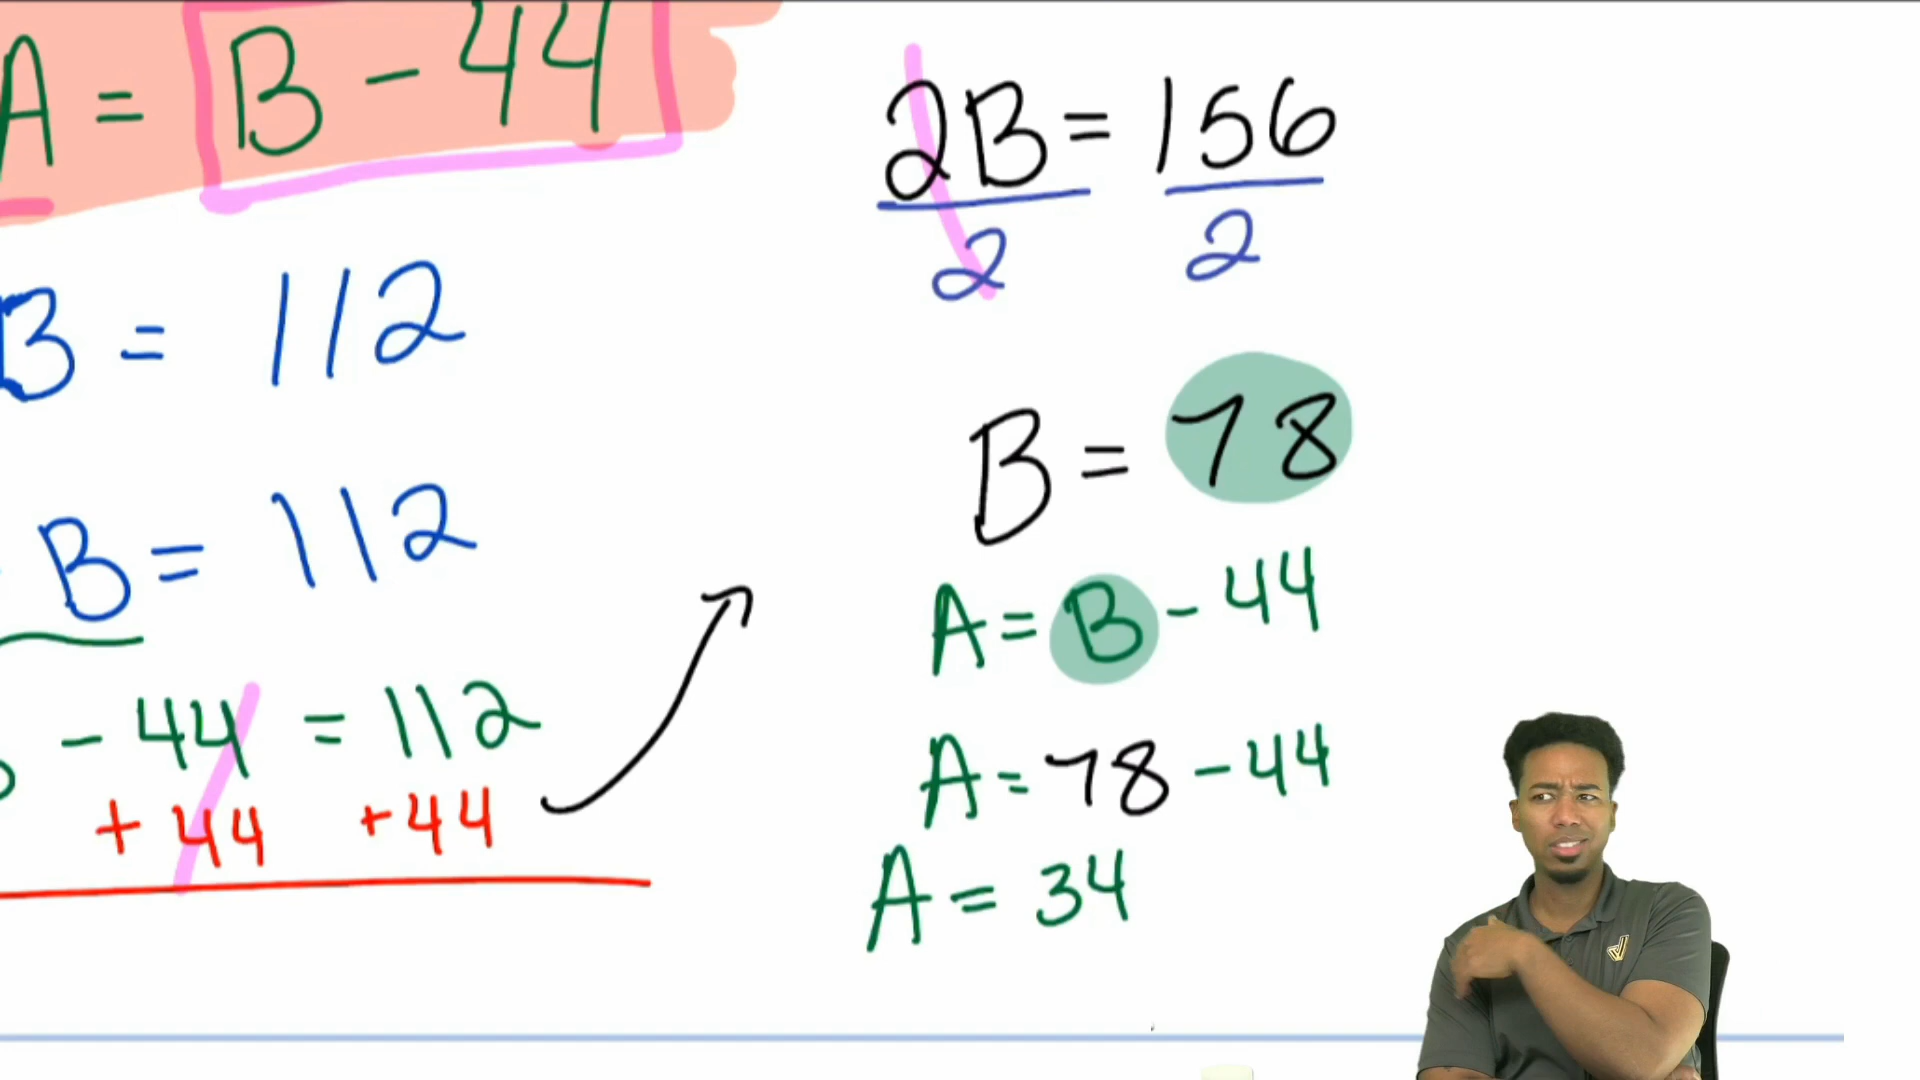 A = B - 44
B = 112
B = 112
- 44 = 112
+ 44 +44
2B = 156
2 2
B = 78
A = B - 44
A = 78 - 44
A = 34